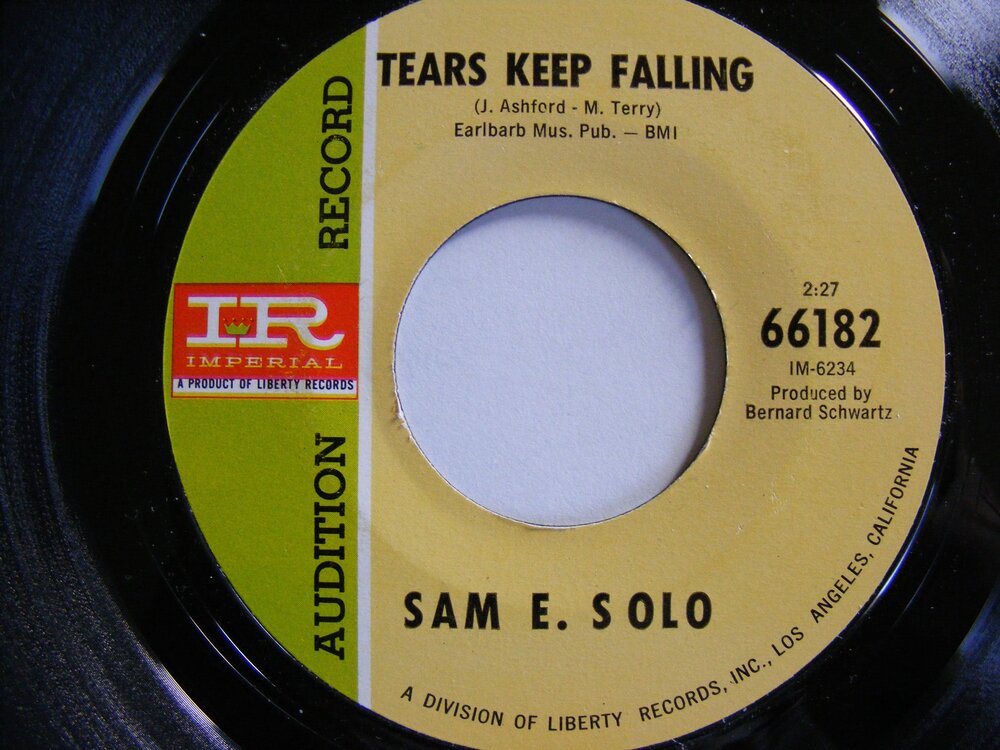 TEARS KEEP FALLING
(J. Ashford - M. Terry)
Earlbarb Mus. Pub. — BMI
AUDITION RECORD
IR
IMPERIAL
A PRODUCT OF LIBERTY RECORDS
2:27
66182
IM-6234
Produced by
Bernard Schwartz
SAM E. SOLO
A DIVISION OF LIBERTY RECORDS, INC., LOS ANGELES, CALIFORNIA